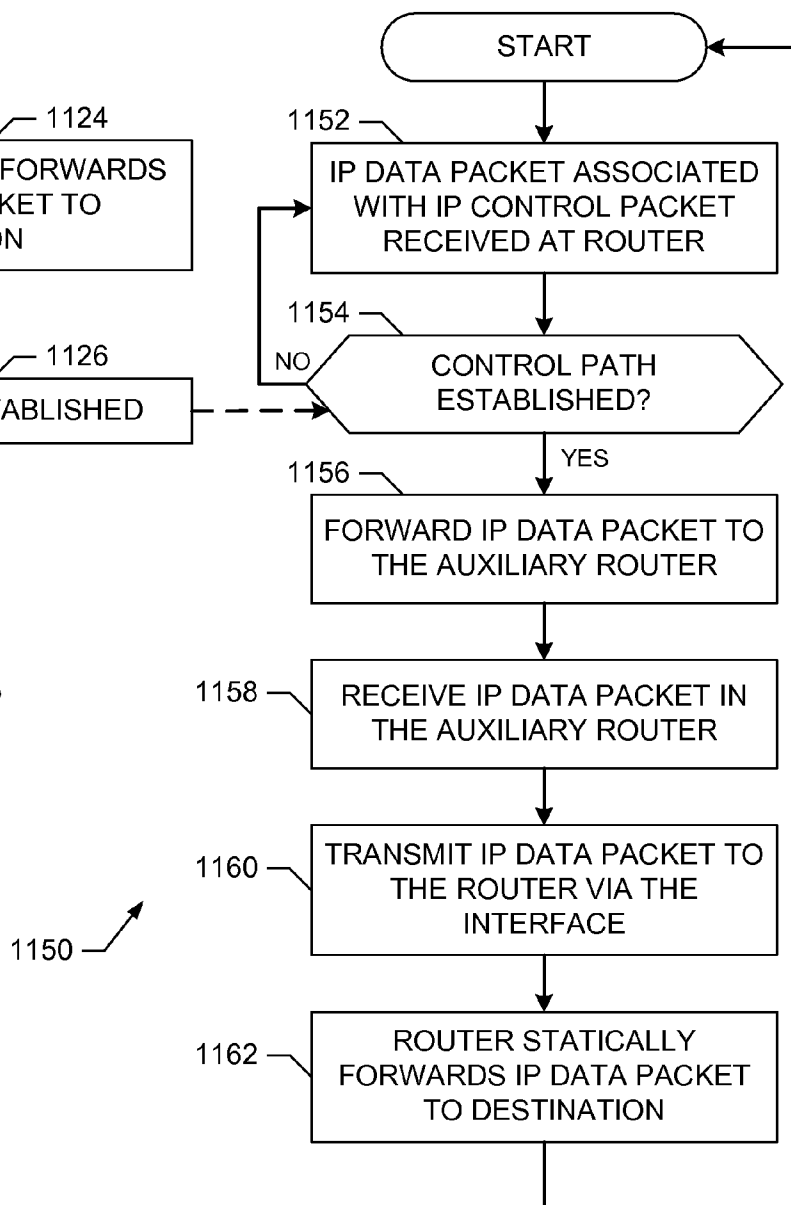 START
1124
FORWARDS
TO
1152
IP DATA PACKET ASSOCIATED
WITH IP CONTROL PACKET
RECEIVED AT ROUTER
1154
NO
CONTROL PATH
ESTABLISHED?
1126
YES
1156
FORWARD IP DATA PACKET TO
THE AUXILIARY ROUTER
1158
RECEIVE IP DATA PACKET IN
THE AUXILIARY ROUTER
1160
TRANSMIT IP DATA PACKET TO
THE ROUTER VIA THE
INTERFACE
1150
1162
ROUTER STATICALLY
FORWARDS IP DATA PACKET
TO DESTINATION